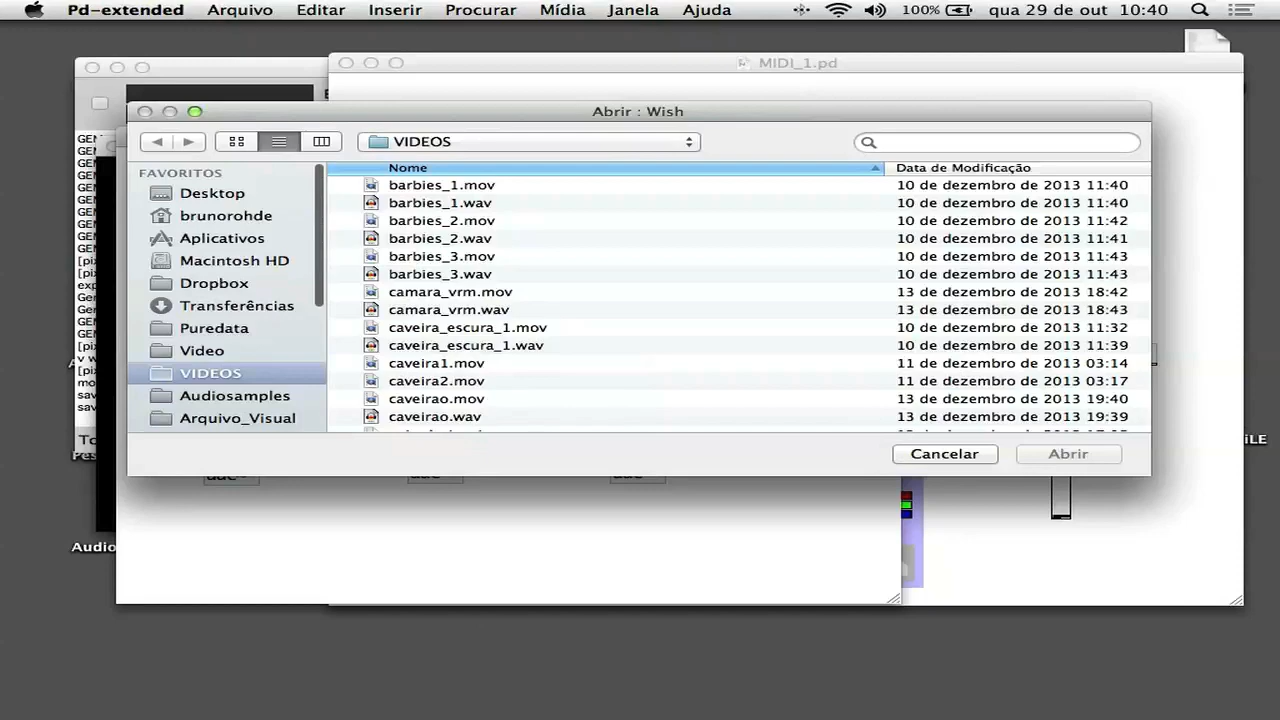 Pd-extended Arquivo Editar Inserir Procurar Mídia Janela Ajuda 100% qua 29 de out 10:40
MIDI_1.pd
Abrir : Wish
VIDEOS
FAVORITOS
Desktop
brunorohde
Aplicativos
Macintosh HD
Dropbox
Transferências
Puredata
Video
VIDEOS
Audiosamples
Arquivo_Visual
Nome Data de Modificação
barbies_1.mov 10 de dezembro de 2013 11:40
barbies_1.wav 10 de dezembro de 2013 11:40
barbies_2.mov 10 de dezembro de 2013 11:42
barbies_2.wav 10 de dezembro de 2013 11:41
barbies_3.mov 10 de dezembro de 2013 11:43
barbies_3.wav 10 de dezembro de 2013 11:43
camara_vrm.mov 13 de dezembro de 2013 18:42
camara_vrm.wav 13 de dezembro de 2013 18:43
caveira_escura_1.mov 10 de dezembro de 2013 11:32
caveira_escura_1.wav 10 de dezembro de 2013 11:39
caveira1.mov 11 de dezembro de 2013 03:14
caveira2.mov 11 de dezembro de 2013 03:17
caveirao.mov 13 de dezembro de 2013 19:40
caveirao.wav 13 de dezembro de 2013 19:39
Cancelar Abrir
Audio